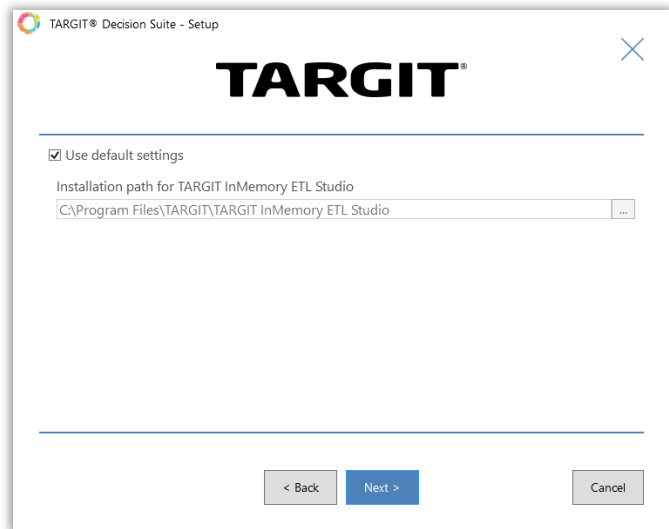 TARGIT® Decision Suite - Setup
TARGIT®
Use default settings
Installation path for TARGIT InMemory ETL Studio
C:\Program Files\TARGIT\TARGIT InMemory ETL Studio
...
< Back
Next >
Cancel